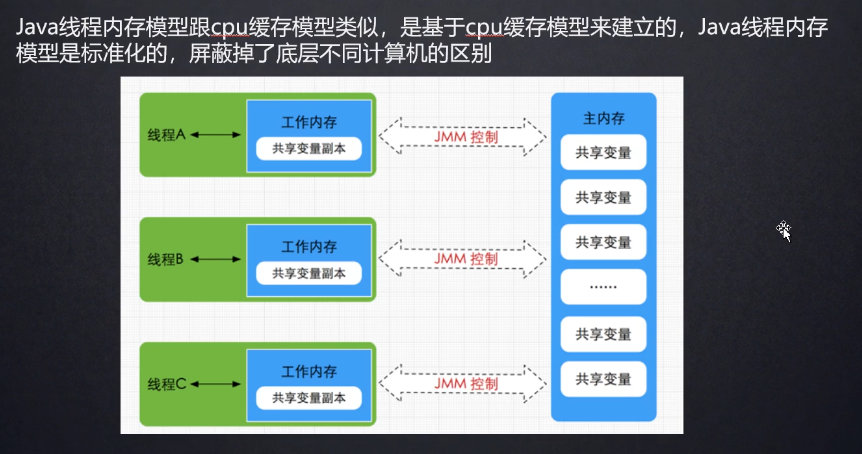 Java线程内存模型跟cpu缓存模型类似，是基于cpu缓存模型来建立的，Java线程内存
模型是标准化的，屏蔽掉了底层不同计算机的区别
线程A
工作内存
共享变量副本
JMM 控制
线程B
工作内存
共享变量副本
JMM 控制
线程C
工作内存
共享变量副本
JMM 控制
主内存
共享变量
共享变量
共享变量
······
共享变量
共享变量